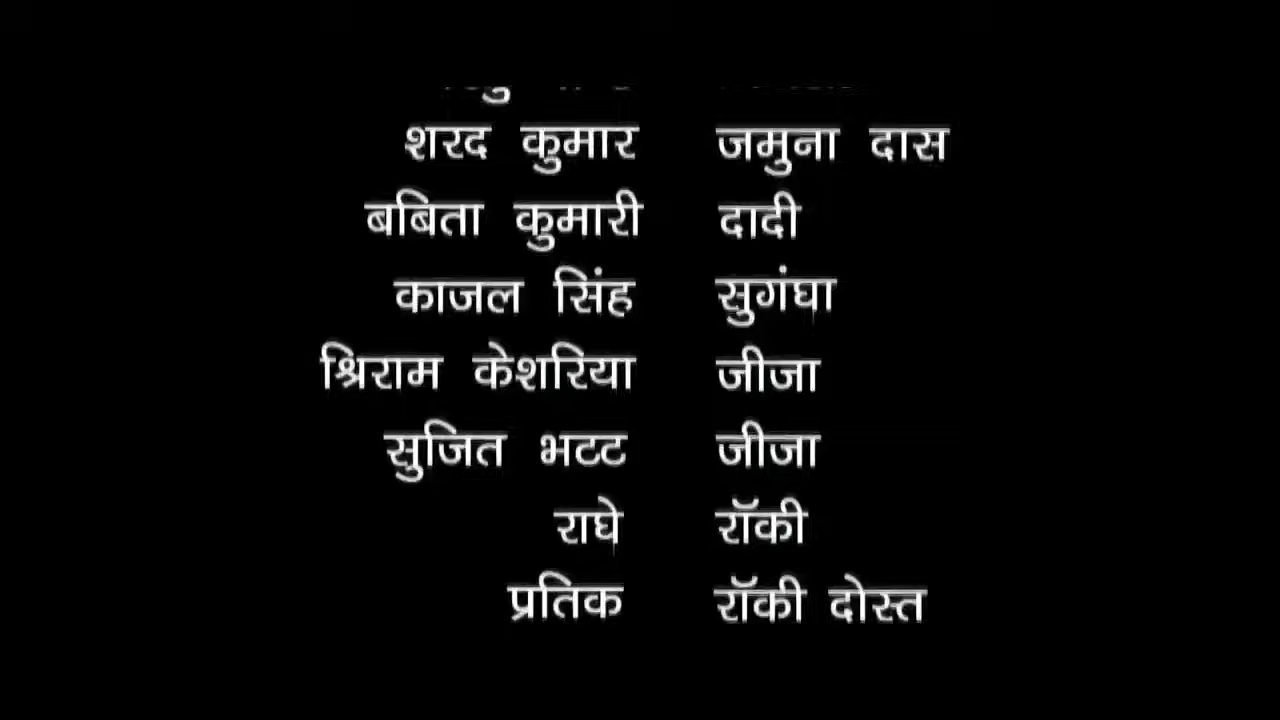 शरद कुमार जमुना दास
बबिता कुमारी दादी
काजल सिंह सुगंधा
श्रिराम केशरिया जीजा
सुजित भटट जीजा
राधे रॉकी
प्रतिक रॉकी दोस्त